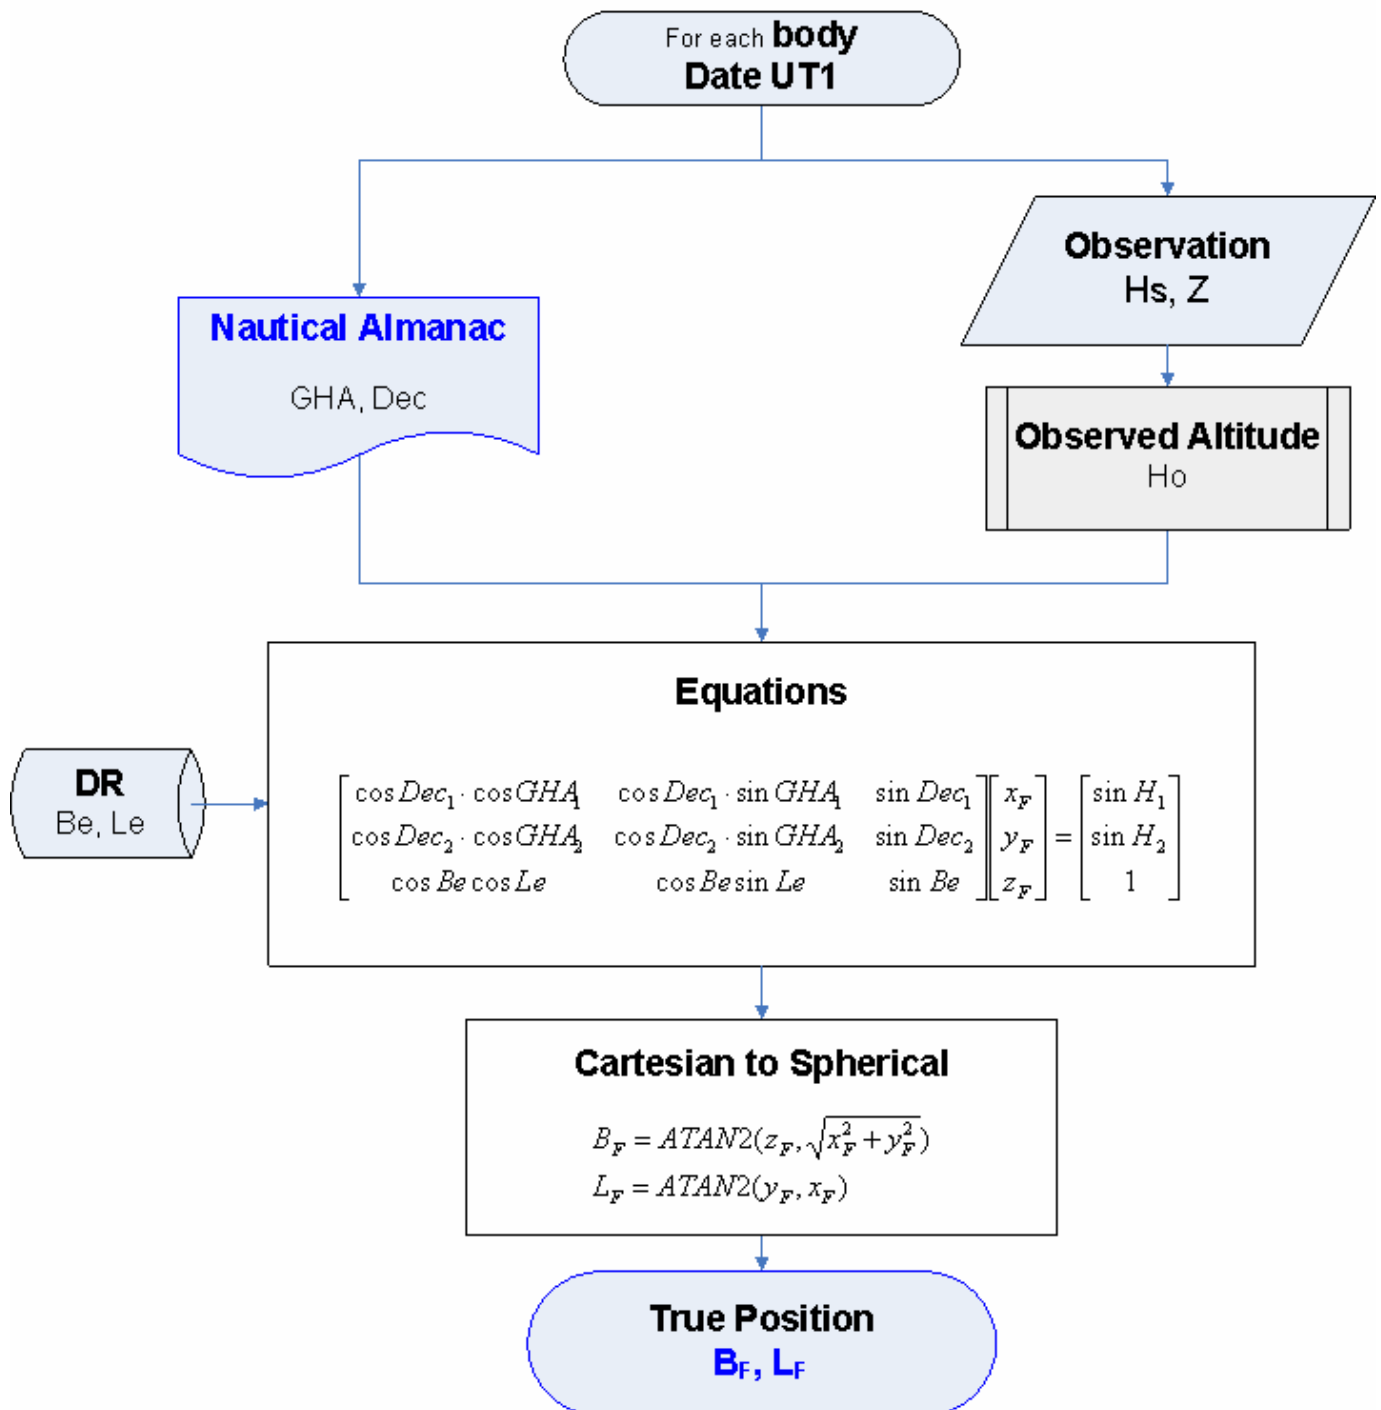 For each body
Date UT1
Observation
Hs, Z
Nautical Almanac
GHA, Dec
Observed Altitude
Ho
Equations
DR
Be, Le
[cos Dec₁ · cos GHA₁  cos Dec₁ · sin GHA₁  sin Dec₁] [x_F]   [sin H₁]
[cos Dec₂ · cos GHA₂  cos Dec₂ · sin GHA₂  sin Dec₂] [y_F] = [sin H₂]
[cos Be cos Le  cos Be sin Le  sin Be] [z_F]   [1]
Cartesian to Spherical
B_F = ATAN2(z_F, √(x_F² + y_F²))
L_F = ATAN2(y_F, x_F)
True Position
B_F, L_F